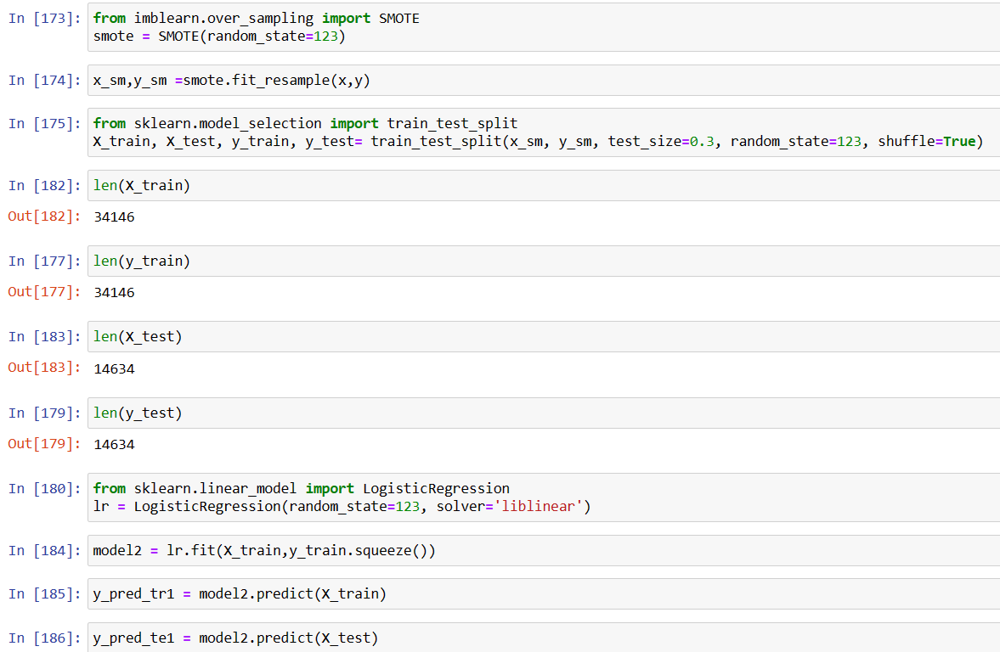 In [173]: from imblearn.over_sampling import SMOTE
smote = SMOTE(random_state=123)
In [174]: x_sm,y_sm =smote.fit_resample(x,y)
In [175]: from sklearn.model_selection import train_test_split
X_train, X_test, y_train, y_test= train_test_split(x_sm, y_sm, test_size=0.3, random_state=123, shuffle=True)
In [182]: len(X_train)
Out[182]: 34146
In [177]: len(y_train)
Out[177]: 34146
In [183]: len(X_test)
Out[183]: 14634
In [179]: len(y_test)
Out[179]: 14634
In [180]: from sklearn.linear_model import LogisticRegression
lr = LogisticRegression(random_state=123, solver='liblinear')
In [184]: model2 = lr.fit(X_train,y_train.squeeze())
In [185]: y_pred_tr1 = model2.predict(X_train)
In [186]: y_pred_te1 = model2.predict(X_test)